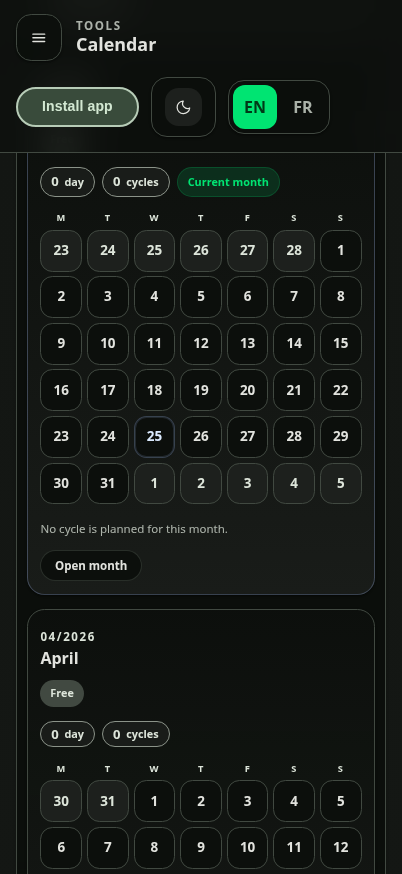 TOOLS
Calendar
Install app
EN FR
0 day 0 cycles Current month
M T W T F S S
23 24 25 26 27 28 1
2 3 4 5 6 7 8
9 10 11 12 13 14 15
16 17 18 19 20 21 22
23 24 25 26 27 28 29
30 31 1 2 3 4 5
No cycle is planned for this month.
Open month
04/2026
April
Free
0 day 0 cycles
M T W T F S S
30 31 1 2 3 4 5
6 7 8 9 10 11 12